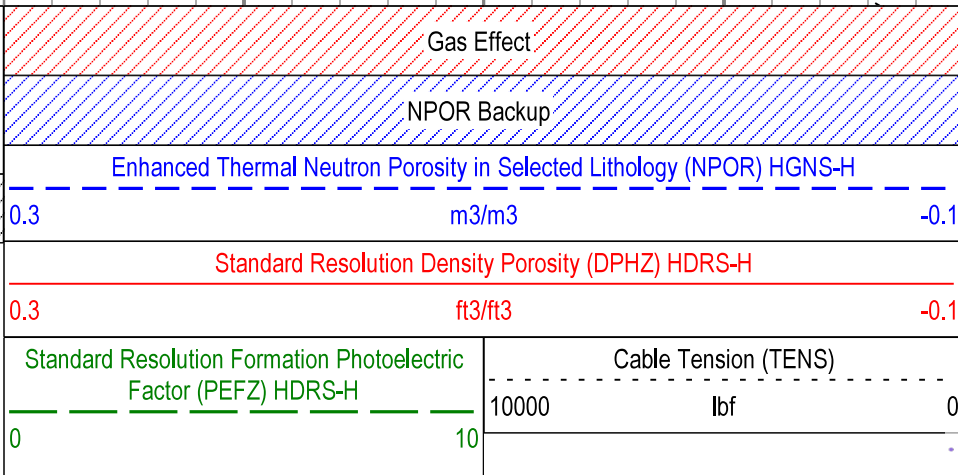 Gas Effect
NPOR Backup
Enhanced Thermal Neutron Porosity in Selected Lithology (NPOR) HGNS-H
0.3 m3/m3 -0.1
Standard Resolution Density Porosity (DPHZ) HDRS-H
0.3 ft3/ft3 -0.1
Standard Resolution Formation Photoelectric
Factor (PEFZ) HDRS-H
0 10
Cable Tension (TENS)
10000 lbf 0